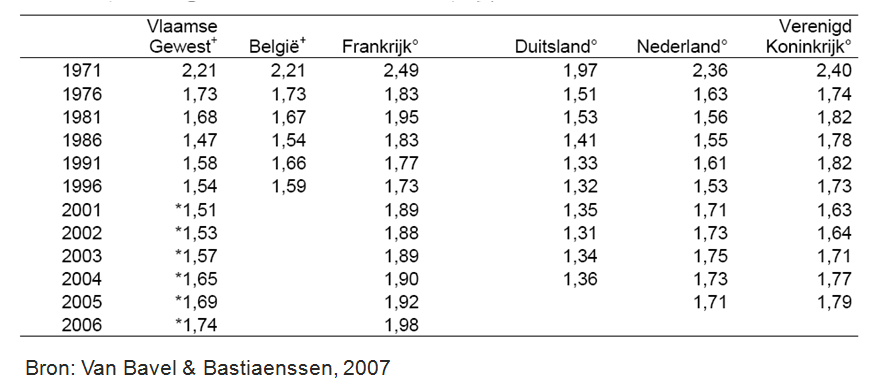 Vlaamse Gewest⁺ België⁺ Frankrijk° Duitsland° Nederland° Verenigd Koninkrijk°
1971 2,21 2,21 2,49 1,97 2,36 2,40
1976 1,73 1,73 1,83 1,51 1,63 1,74
1981 1,68 1,67 1,95 1,53 1,56 1,82
1986 1,47 1,54 1,83 1,41 1,55 1,78
1991 1,58 1,66 1,77 1,33 1,61 1,82
1996 1,54 1,59 1,73 1,32 1,53 1,73
2001 *1,51 1,89 1,35 1,71 1,63
2002 *1,53 1,88 1,31 1,73 1,64
2003 *1,57 1,89 1,34 1,75 1,71
2004 *1,65 1,90 1,36 1,73 1,77
2005 *1,69 1,92 1,71 1,79
2006 *1,74 1,98
Bron: Van Bavel & Bastiaenssen, 2007